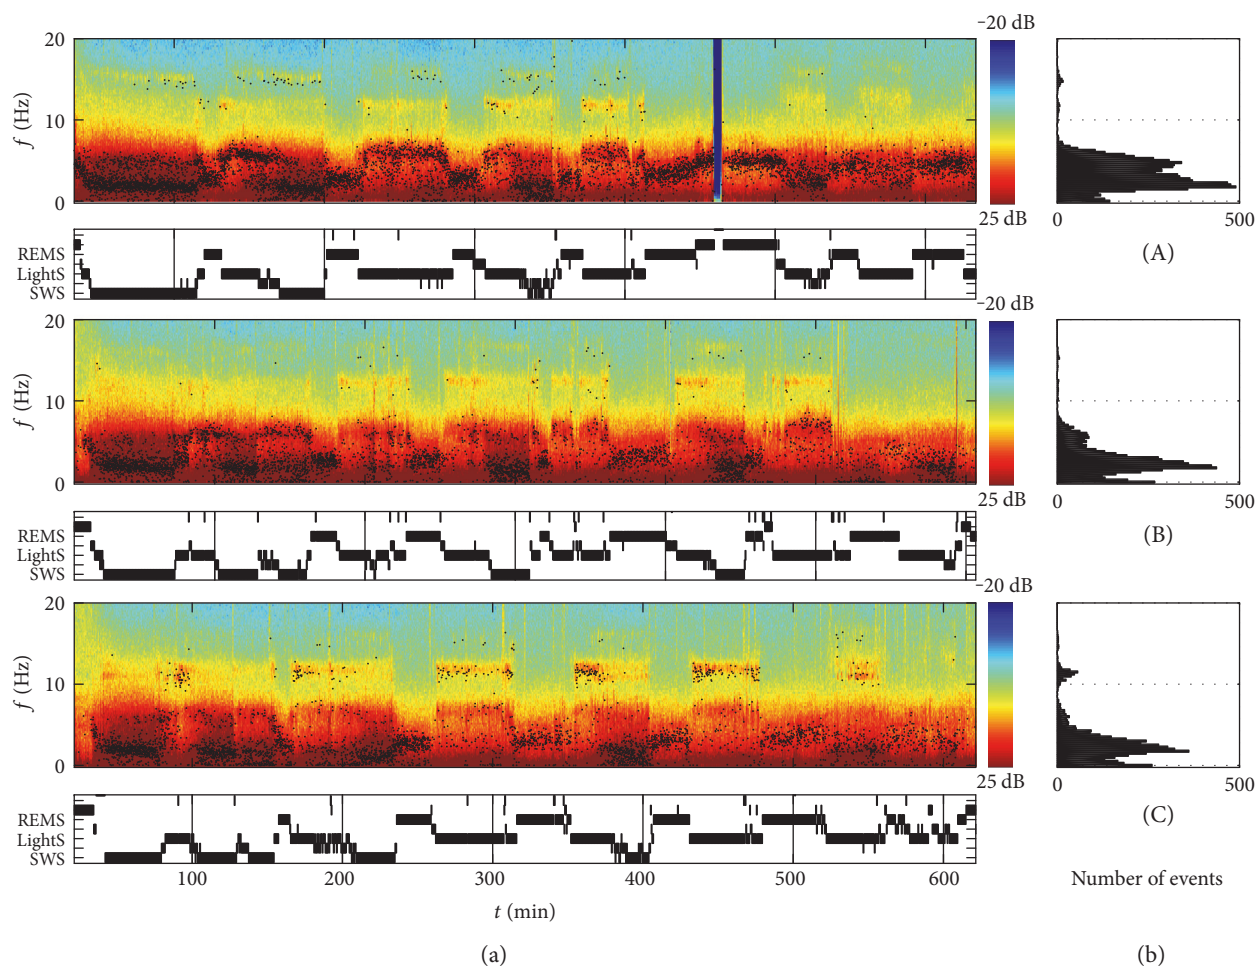 −20 dB
20
10
0
f (Hz)
25 dB
0
500
(A)
REMS
LightS
SWS
−20 dB
20
10
0
f (Hz)
25 dB
0
500
(B)
REMS
LightS
SWS
−20 dB
20
10
0
f (Hz)
25 dB
0
500
(C)
REMS
LightS
SWS
100
200
300
400
500
600
t (min)
Number of events
(a)
(b)